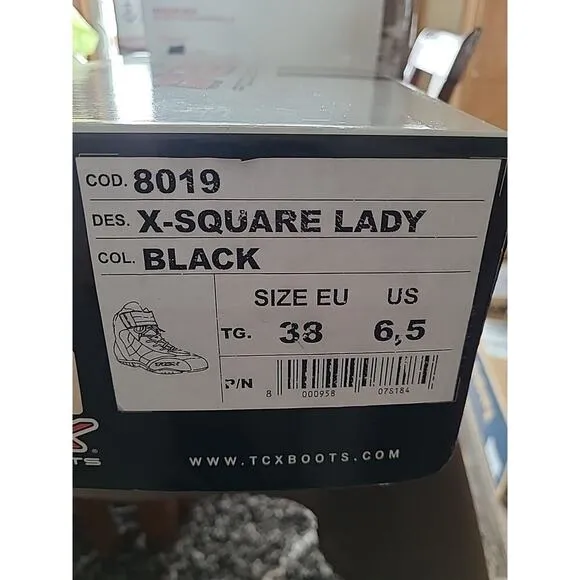 COD. 8019
DES. X-SQUARE LADY
COL. BLACK
SIZE EU US
TG. 38 6,5
P/N
8 000958 075184
WWW.TCXBOOTS.COM